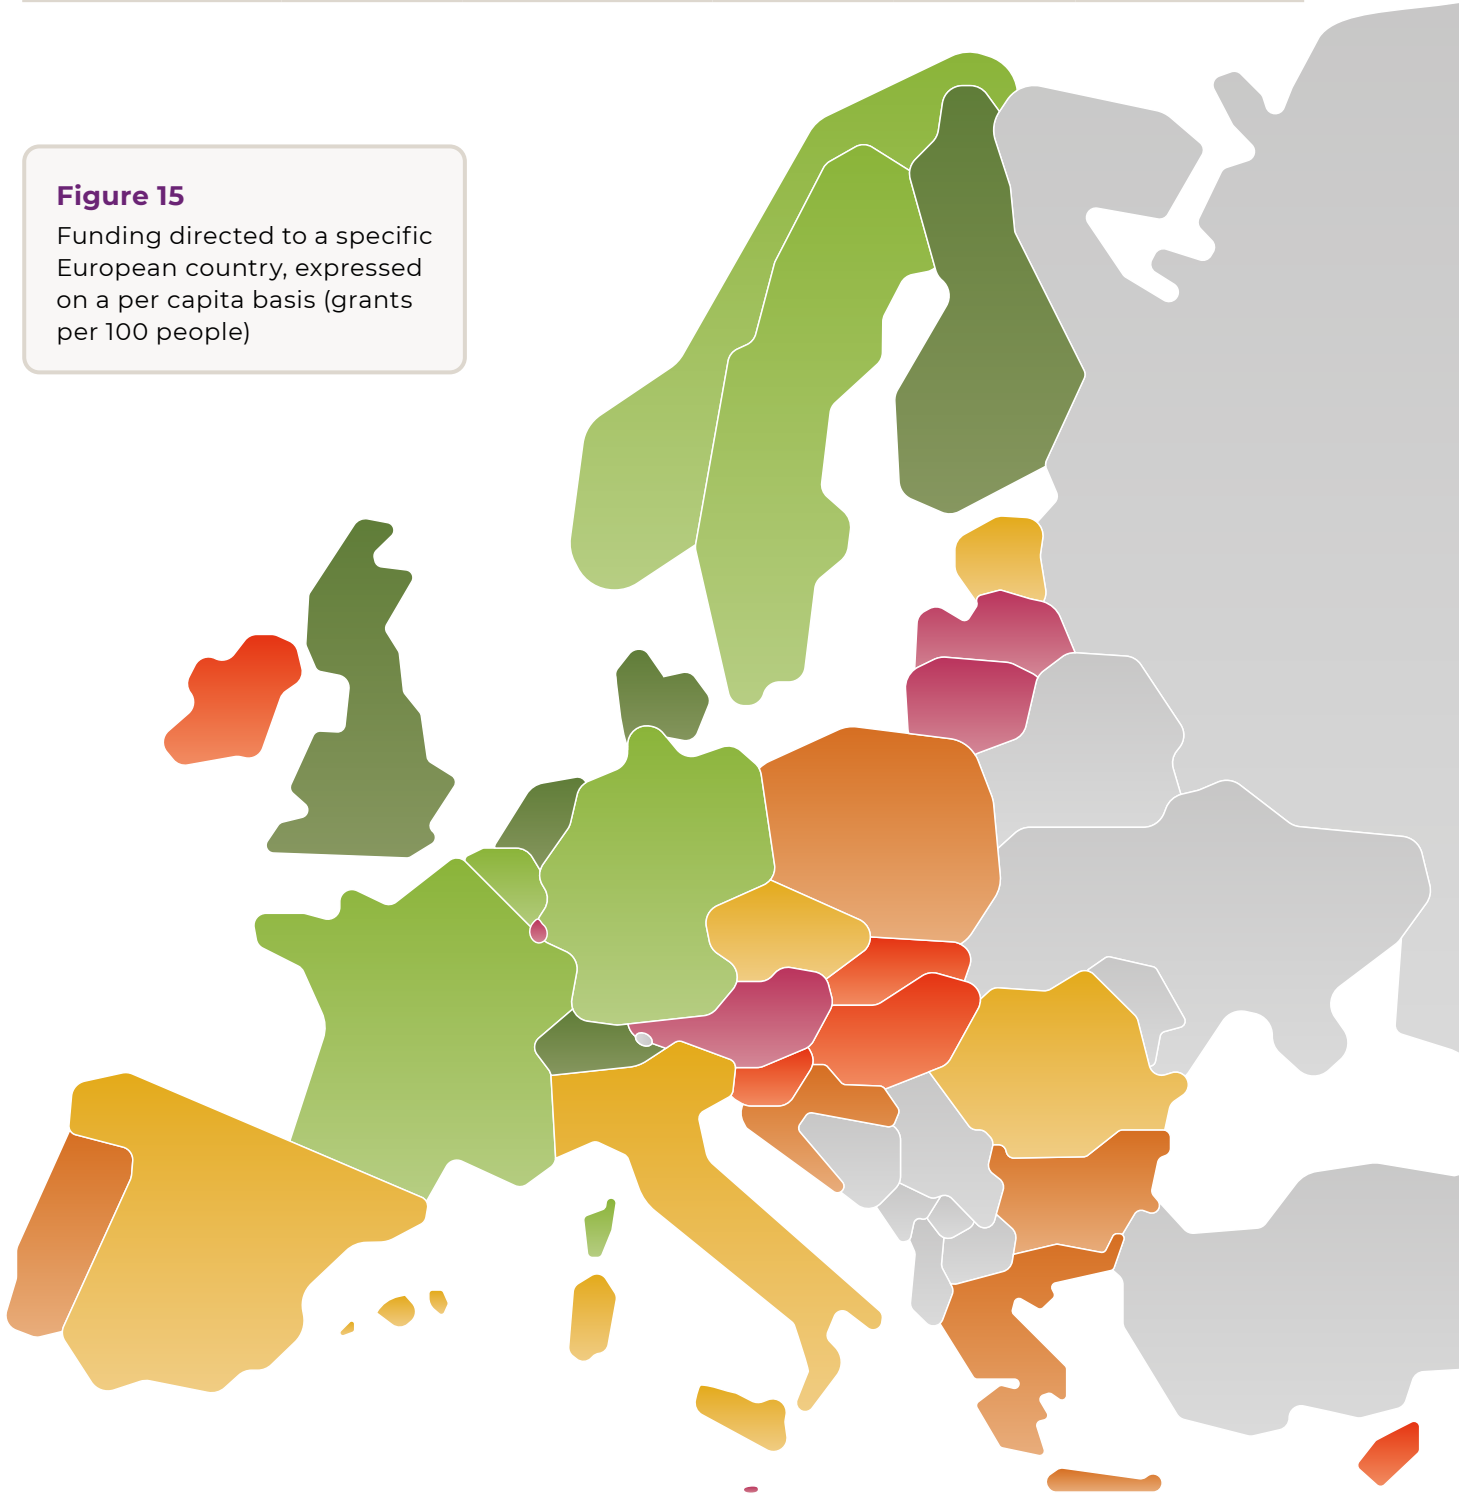 Figure 15
Funding directed to a specific
European country, expressed
on a per capita basis (grants
per 100 people)